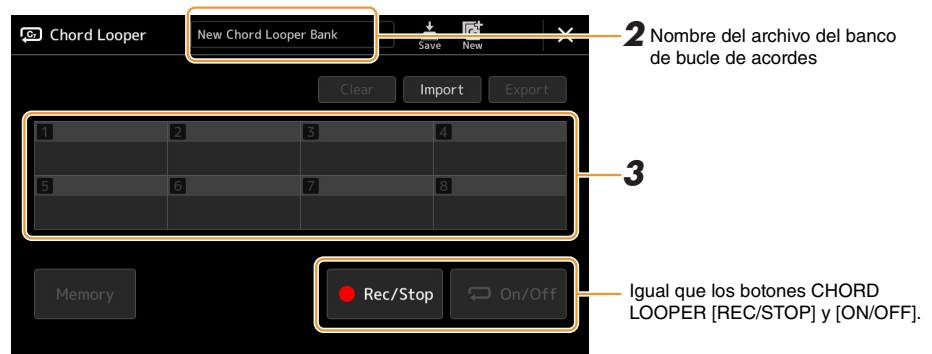 Chord Looper
New Chord Looper Bank
Save
New
2 Nombre del archivo del banco
de bucle de acordes
Clear
Import
Export
1
2
3
4
3
5
6
7
8
Memory
Rec/Stop
On/Off
Igual que los botones CHORD
LOOPER [REC/STOP] y [ON/OFF].